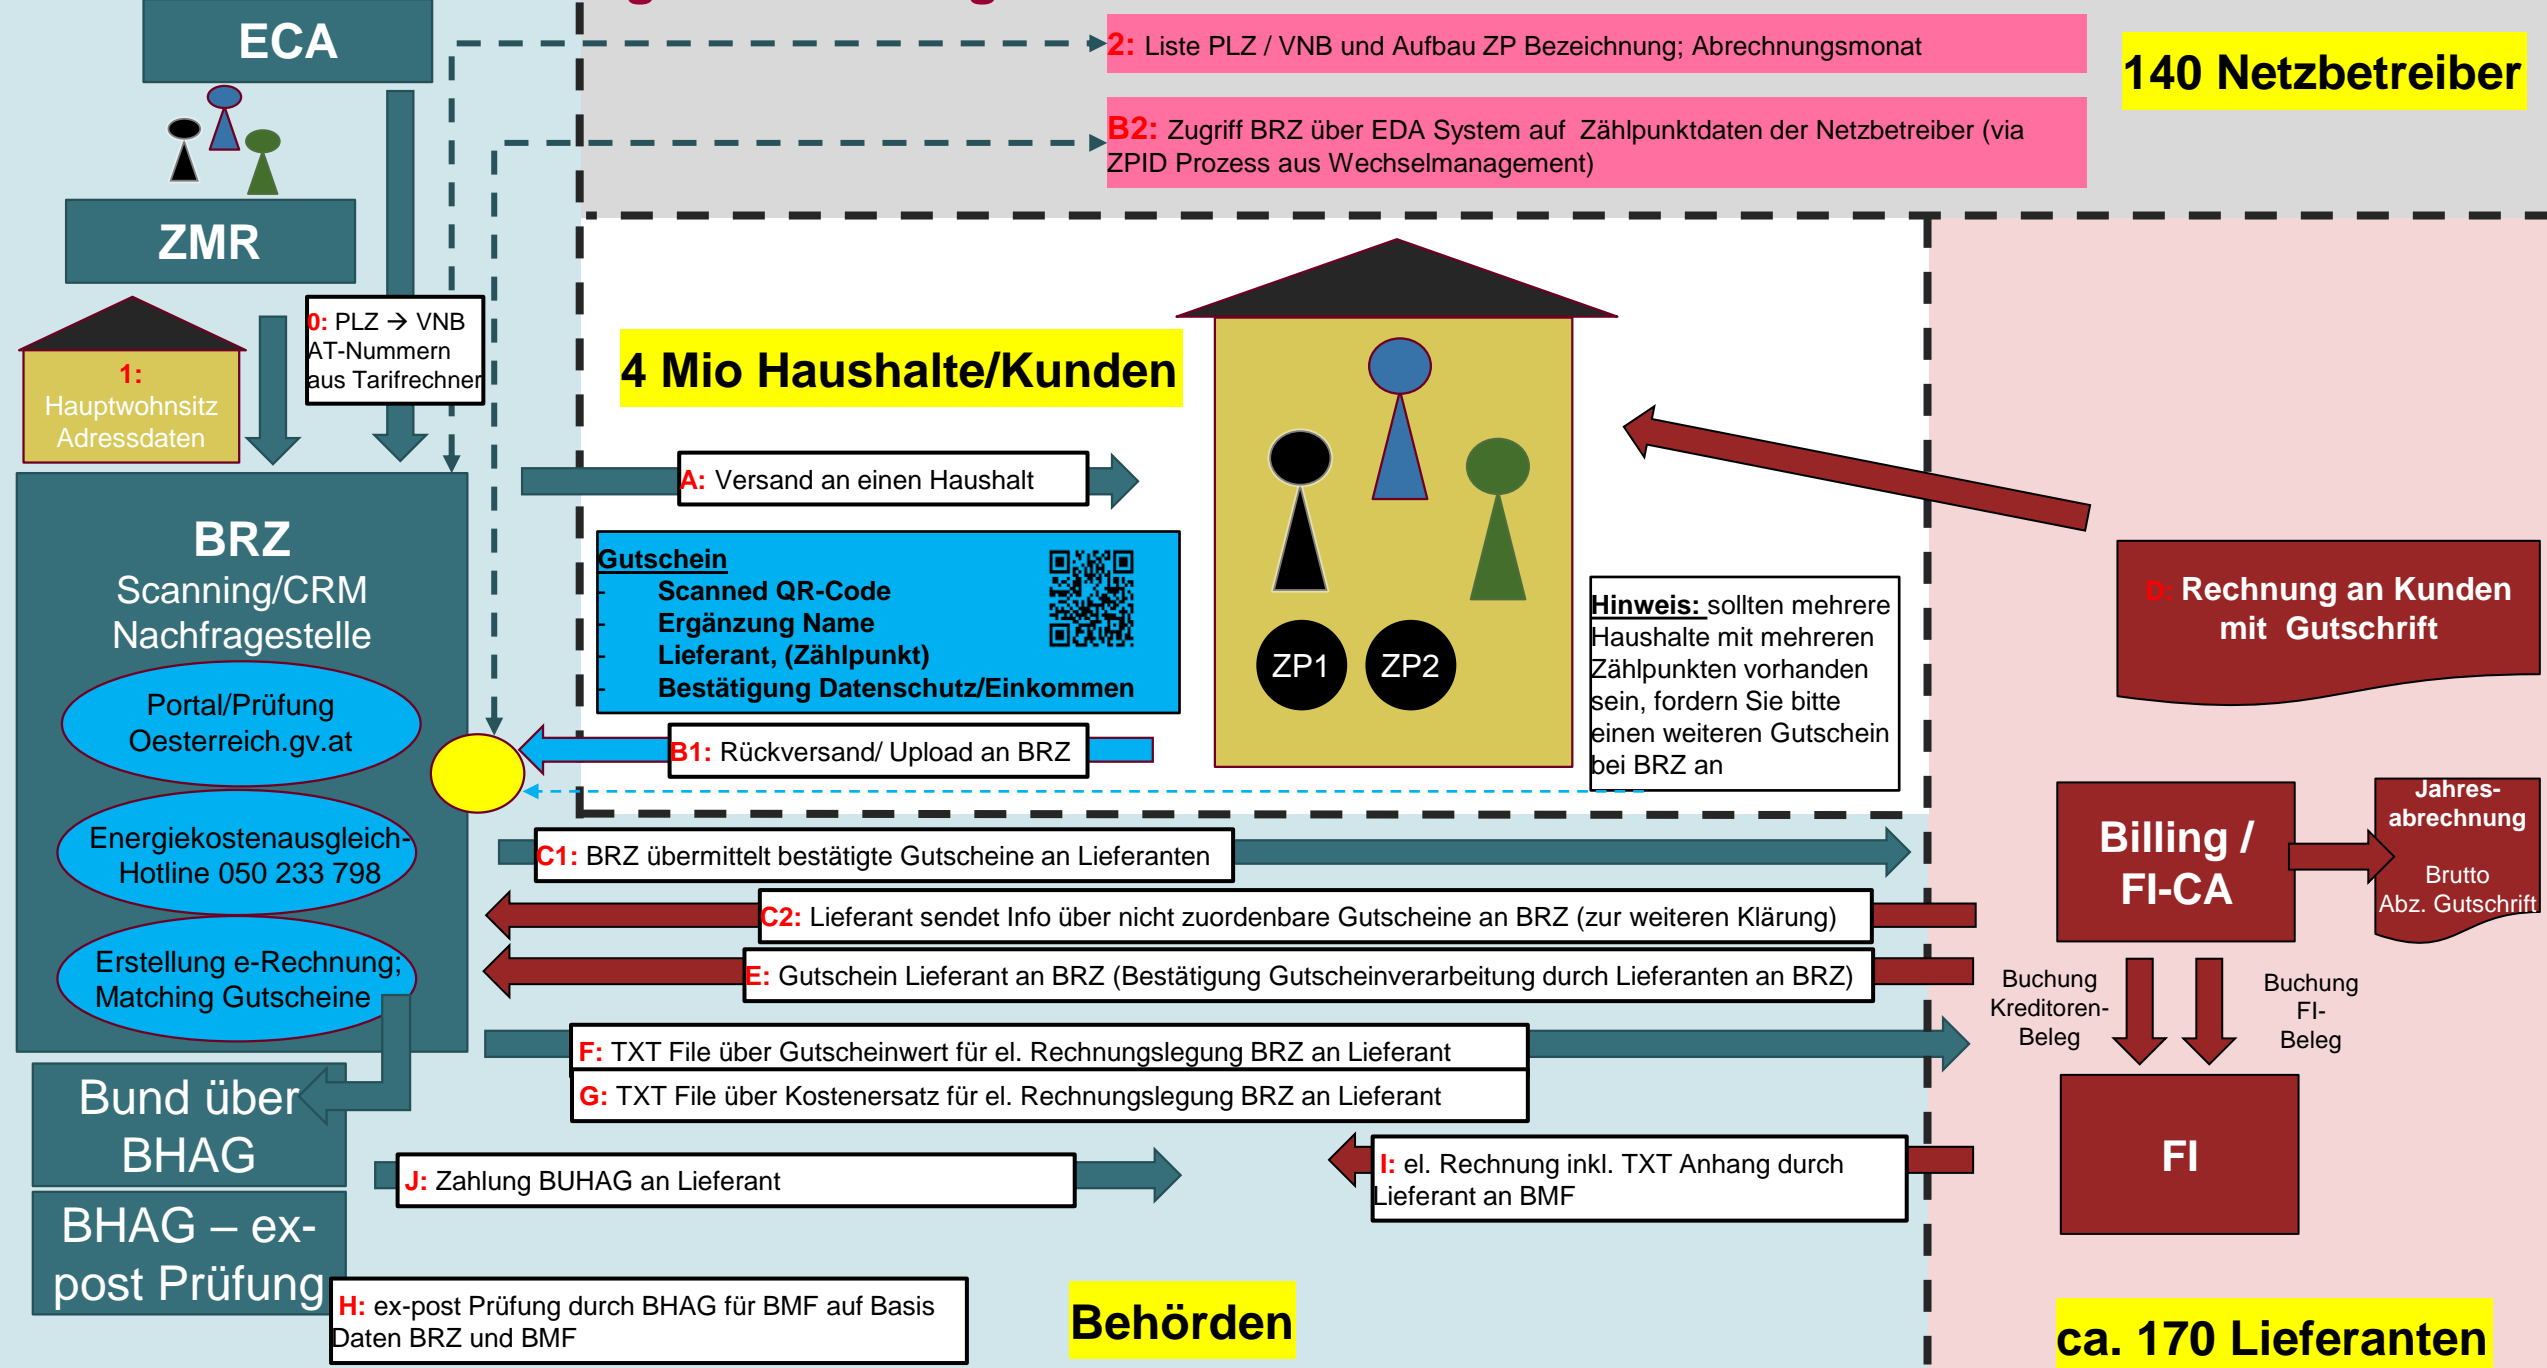 ECA
2: Liste PLZ / VNB und Aufbau ZP Bezeichnung; Abrechnungsmonat
140 Netzbetreiber
B2: Zugriff BRZ über EDA System auf Zählpunktdaten der Netzbetreiber (via
ZPID Prozess aus Wechselmanagement)
ZMR
0: PLZ → VNB
AT-Nummern
aus Tarifrechner
1:
Hauptwohnsitz
Adressdaten
4 Mio Haushalte/Kunden
A: Versand an einen Haushalt
BRZ
Scanning/CRM
Nachfragestelle
Portal/Prüfung
Oesterreich.gv.at
Energiekostenausgleich-
Hotline 050 233 798
Erstellung e-Rechnung;
Matching Gutscheine
Gutschein
- Scanned QR-Code
- Ergänzung Name
- Lieferant, (Zählpunkt)
- Bestätigung Datenschutz/Einkommen
B1: Rückversand/ Upload an BRZ
ZP1
ZP2
Hinweis: sollten mehrere
Haushalte mit mehreren
Zählpunkten vorhanden
sein, fordern Sie bitte
einen weiteren Gutschein
bei BRZ an
D: Rechnung an Kunden
mit Gutschrift
C1: BRZ übermittelt bestätigte Gutscheine an Lieferanten
C2: Lieferant sendet Info über nicht zuordenbare Gutscheine an BRZ (zur weiteren Klärung)
E: Gutschein Lieferant an BRZ (Bestätigung Gutscheinverarbeitung durch Lieferanten an BRZ)
F: TXT File über Gutscheinwert für el. Rechnungslegung BRZ an Lieferant
G: TXT File über Kostenersatz für el. Rechnungslegung BRZ an Lieferant
Billing /
FI-CA
Jahres-
abrechnung
Brutto
Abz. Gutschrift
Buchung
Kreditoren-
Beleg
Buchung
FI-
Beleg
FI
Bund über
BHAG
J: Zahlung BUHAG an Lieferant
I: el. Rechnung inkl. TXT Anhang durch
Lieferant an BMF
BHAG – ex-
post Prüfung
H: ex-post Prüfung durch BHAG für BMF auf Basis
Daten BRZ und BMF
Behörden
ca. 170 Lieferanten